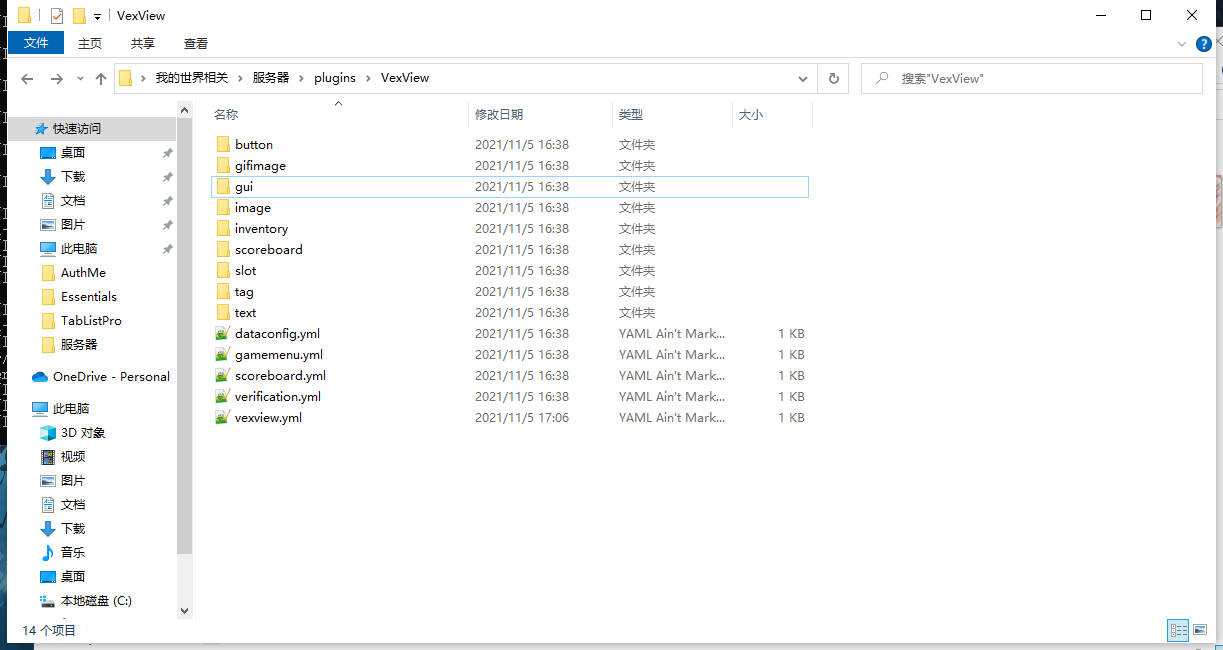 VexView
文件 主页 共享 查看
我的世界相关 › 服务器 › plugins › VexView 搜索"VexView"
名称 修改日期 类型 大小
快速访问
桌面
下载
文档
图片
此电脑
AuthMe
Essentials
TabListPro
服务器
OneDrive - Personal
此电脑
3D 对象
视频
图片
文档
下载
音乐
桌面
本地磁盘 (C:)
button 2021/11/5 16:38 文件夹
gifimage 2021/11/5 16:38 文件夹
gui 2021/11/5 16:38 文件夹
image 2021/11/5 16:38 文件夹
inventory 2021/11/5 16:38 文件夹
scoreboard 2021/11/5 16:38 文件夹
slot 2021/11/5 16:38 文件夹
tag 2021/11/5 16:38 文件夹
text 2021/11/5 16:38 文件夹
dataconfig.yml 2021/11/5 16:38 YAML Ain't Mark... 1 KB
gamemenu.yml 2021/11/5 16:38 YAML Ain't Mark... 1 KB
scoreboard.yml 2021/11/5 16:38 YAML Ain't Mark... 1 KB
verification.yml 2021/11/5 16:38 YAML Ain't Mark... 1 KB
vexview.yml 2021/11/5 17:06 YAML Ain't Mark... 1 KB
14 个项目